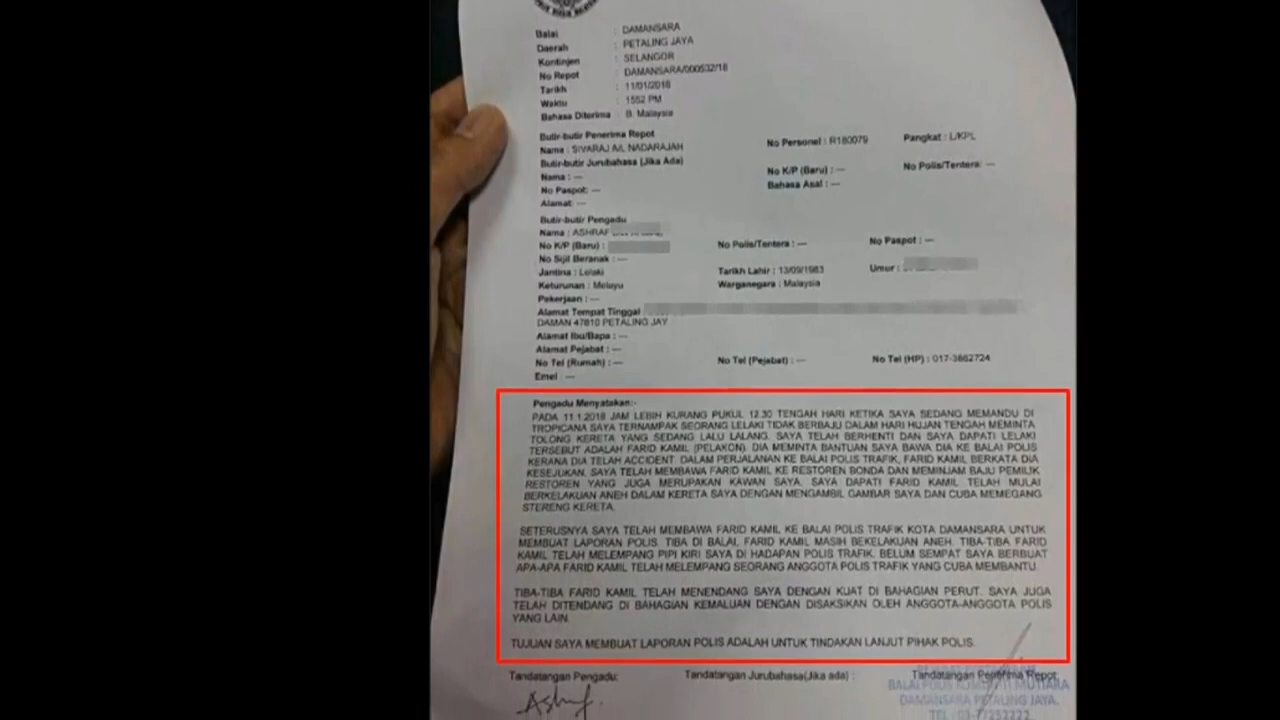 Balai : DAMANSARA
Daerah : PETALING JAYA
Kontinjen : SELANGOR
No Repot : DAMANSARA/000532/18
Tarikh : 11/01/2018
Waktu : 1552 PM
Bahasa Diterima : B. Malaysia
Butir-butir Penerima Repot
Nama : SIVARAJ A/L NADARAJAH No Personel : R180079 Pangkat : L/KPL
Butir-butir Jurubahasa (Jika Ada)
Nama : --- No K/P (Baru) : --- No Polis/Tentera: ---
No Paspot: --- Bahasa Asal : ---
Alamat: ---
Butir-butir Pengadu
Nama : ASHRAF
No K/P (Baru) : No Polis/Tentera : --- No Paspot : ---
No Sijil Beranak : ---
Jantina : Lelaki Tarikh Lahir : 13/09/1983 Umur :
Keturunan : Melayu Warganegara : Malaysia
Pekerjaan : ---
Alamat Tempat Tinggal :
DAMAN 47810 PETALING JAY
Alamat Ibu/Bapa : ---
Alamat Pejabat : ---
No Tel (Rumah) : --- No Tel (Pejabat) : --- No Tel (HP) : 017-3662724
Emel : ---
Pengadu Menyatakan:-
PADA 11.1.2018 JAM LEBIH KURANG PUKUL 12.30 TENGAH HARI KETIKA SAYA SEDANG MEMANDU DI
TROPICANA SAYA TERNAMPAK SEORANG LELAKI TIDAK BERBAJU DALAM HARI HUJAN TENGAH MEMINTA
TOLONG KERETA YANG SEDANG LALU LALANG. SAYA TELAH BERHENTI DAN SAYA DAPATI LELAKI
TERSEBUT ADALAH FARID KAMIL (PELAKON). DIA MEMINTA BANTUAN SAYA BAWA DIA KE BALAI POLIS
KERANA DIA TELAH ACCIDENT. DALAM PERJALANAN KE BALAI POLIS TRAFIK, FARID KAMIL BERKATA DIA
KESEJUKAN. SAYA TELAH MEMBAWA FARID KAMIL KE RESTOREN BONDA DAN MEMINJAM BAJU PEMILIK
RESTOREN YANG JUGA MERUPAKAN KAWAN SAYA. SAYA DAPATI FARID KAMIL TELAH MULAI
BERKELAKUAN ANEH DALAM KERETA SAYA DENGAN MENGAMBIL GAMBAR SAYA DAN CUBA MEMEGANG
STERENG KERETA.
SETERUSNYA SAYA TELAH MEMBAWA FARID KAMIL KE BALAI POLIS TRAFIK KOTA DAMANSARA UNTUK
MEMBUAT LAPORAN POLIS. TIBA DI BALAI, FARID KAMIL MASIH BEKELAKUAN ANEH. TIBA-TIBA FARID
KAMIL TELAH MELEMPANG PIPI KIRI SAYA DI HADAPAN POLIS TRAFIK. BELUM SEMPAT SAYA BERBUAT
APA-APA FARID KAMIL TELAH MELEMPANG SEORANG ANGGOTA POLIS TRAFIK YANG CUBA MEMBANTU.
TIBA-TIBA FARID KAMIL TELAH MENENDANG SAYA DENGAN KUAT DI BAHAGIAN PERUT. SAYA JUGA
TELAH DITENDANG DI BAHAGIAN KEMALUAN DENGAN DISAKSIKAN OLEH ANGGOTA-ANGGOTA POLIS
YANG LAIN.
TUJUAN SAYA MEMBUAT LAPORAN POLIS ADALAH UNTUK TINDAKAN LANJUT PIHAK POLIS.
Tandatangan Pengadu: Tandatangan Jurubahasa(Jika ada) : Tandatangan Penerima Repot
BALAI POLIS MUTIARA
DAMANSARA PETALING JAYA.